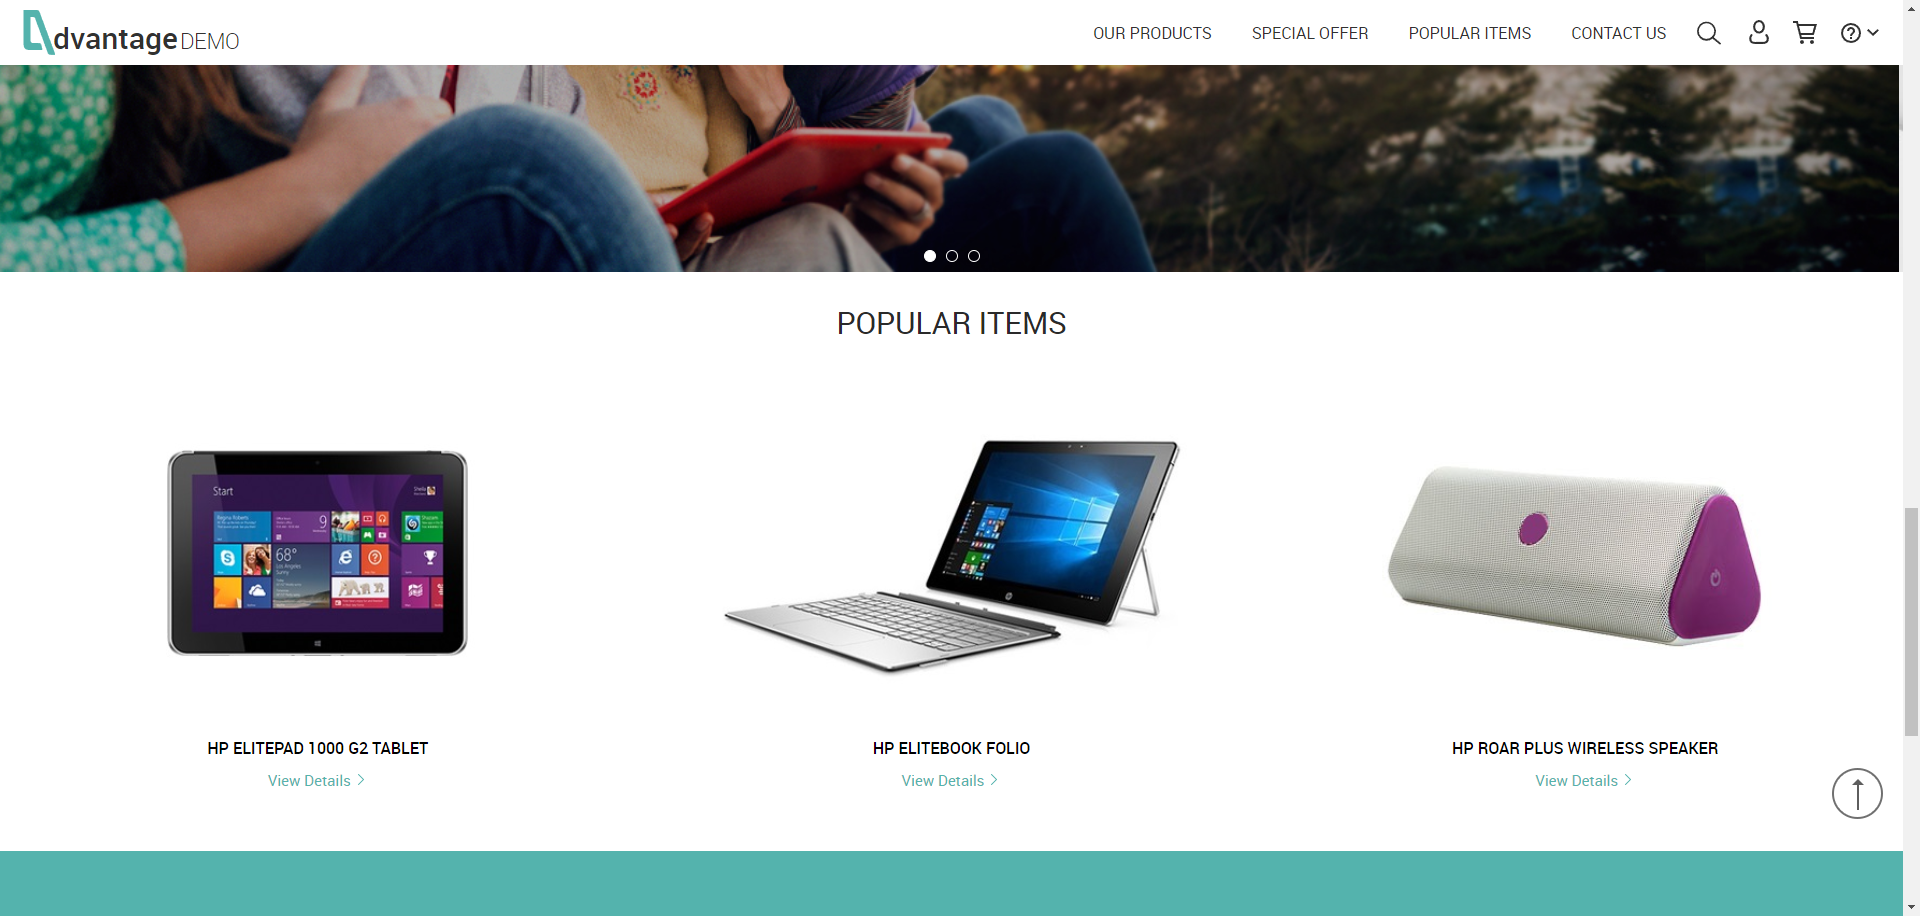 dvantage DEMO
OUR PRODUCTS
SPECIAL OFFER
POPULAR ITEMS
CONTACT US
POPULAR ITEMS
Start
9
68°
HP ELITEPAD 1000 G2 TABLET
View Details
HP ELITEBOOK FOLIO
View Details
HP ROAR PLUS WIRELESS SPEAKER
View Details